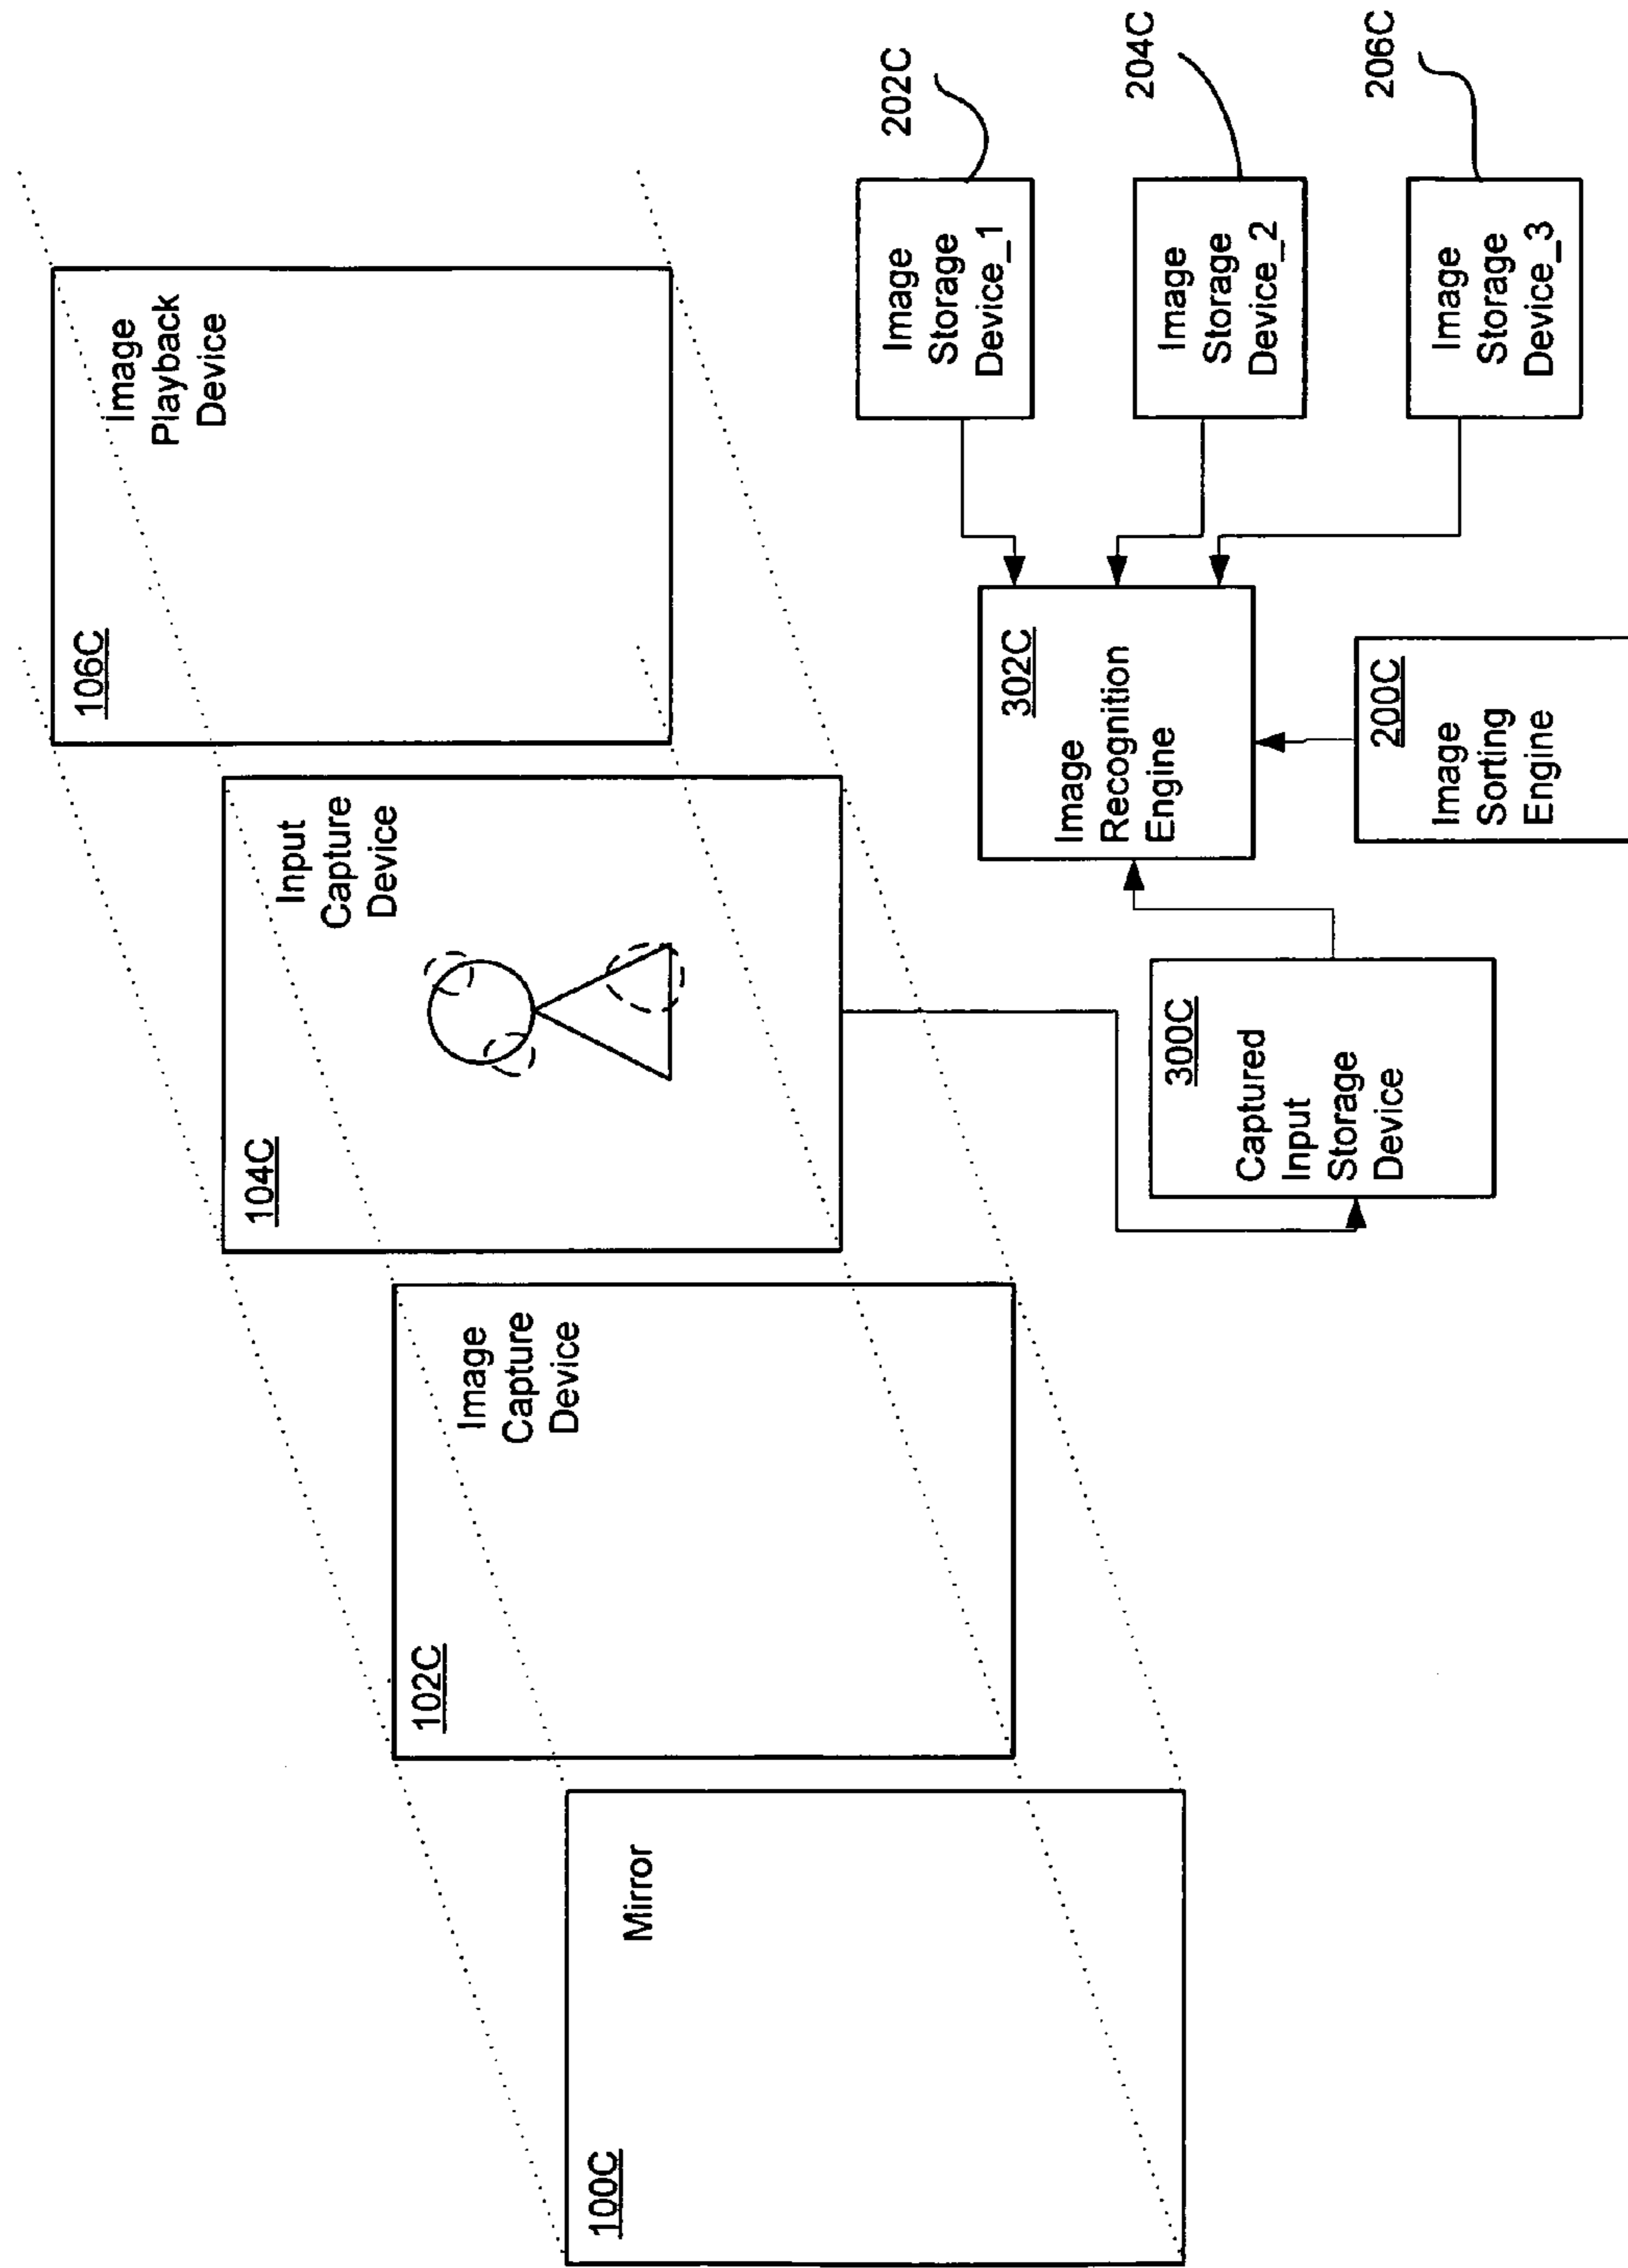 100C
Mirror
102C
Image
Capture
Device
104C
Input
Capture
Device
106C
Image
Playback
Device
300C
Captured
Input
Storage
Device
302C
Image
Recognition
Engine
200C
Image
Sorting
Engine
Image
Storage
Device_1
202C
Image
Storage
Device_2
204C
Image
Storage
Device_3
206C